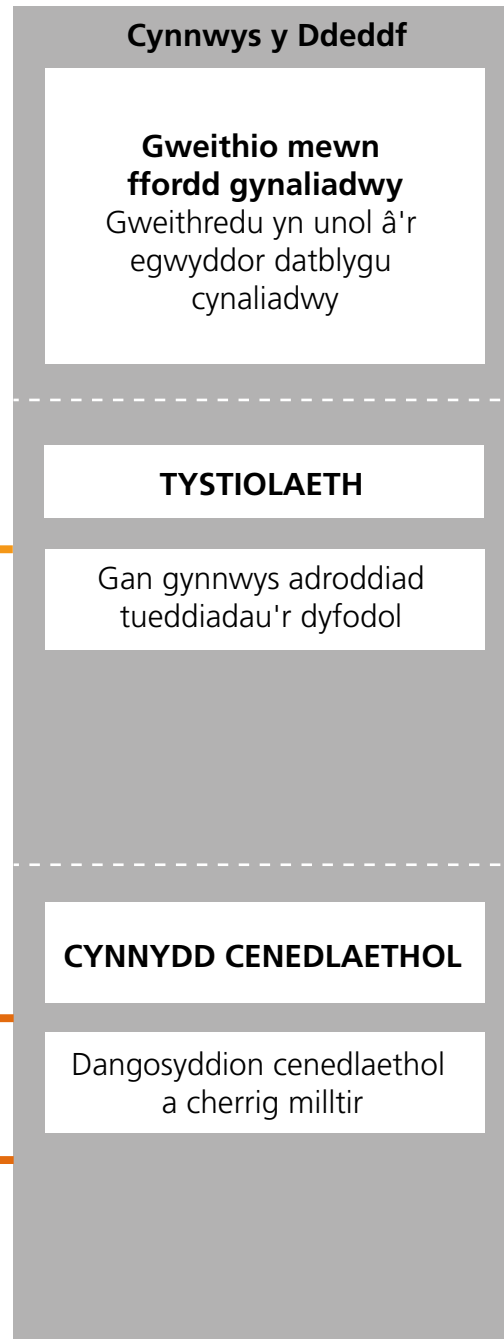 Cynnwys y Ddeddf
Gweithio mewn
ffordd gynaliadwy
Gweithredu yn unol â'r
egwyddor datblygu
cynaliadwy
TYSTIOLAETH
Gan gynnwys adroddiad
tueddiadau'r dyfodol
CYNNYDD CENEDLAETHOL
Dangosyddion cenedlaethol
a cherrig milltir